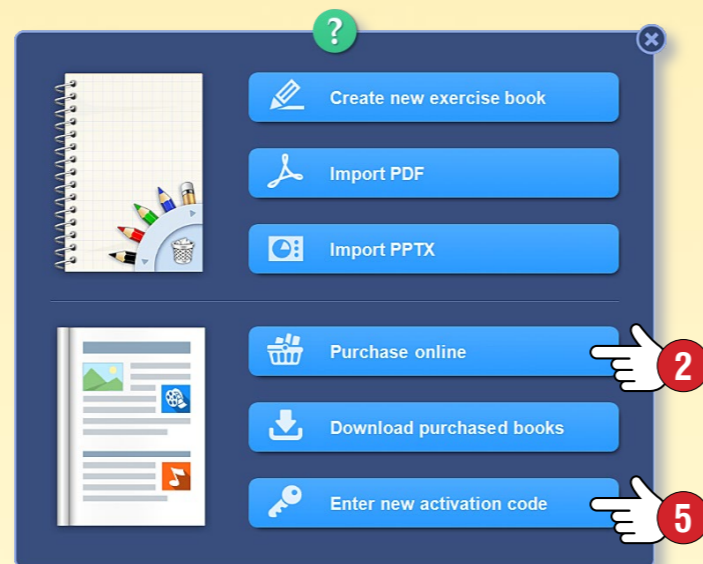 ?
Create new exercise book
Import PDF
Import PPTX
Purchase online
2
Download purchased books
Enter new activation code
5